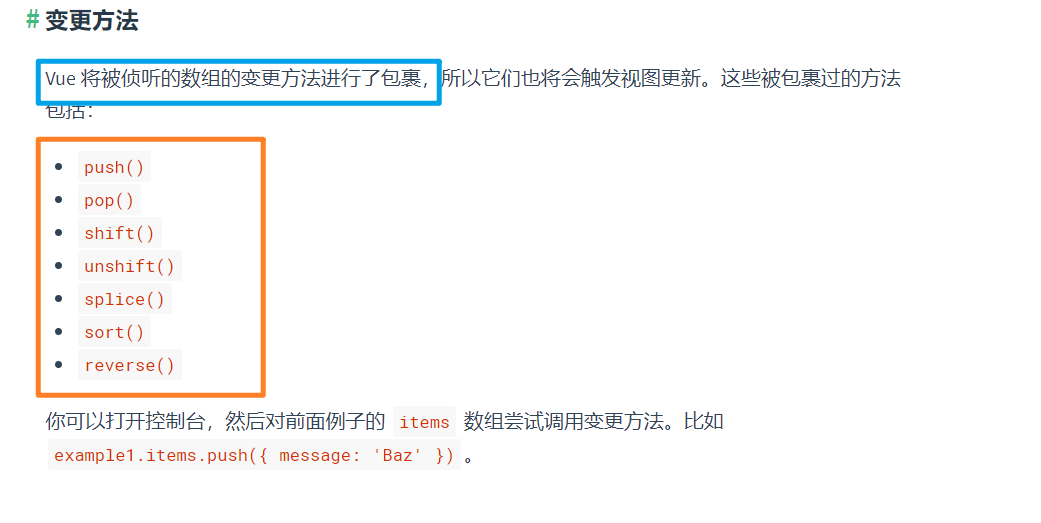 # 变更方法
Vue 将被侦听的数组的变更方法进行了包裹，所以它们也将会触发视图更新。这些被包裹过的方法
包括：
• push()
• pop()
• shift()
• unshift()
• splice()
• sort()
• reverse()
你可以打开控制台，然后对前面例子的 items 数组尝试调用变更方法。比如
example1.items.push({ message: 'Baz' }) 。